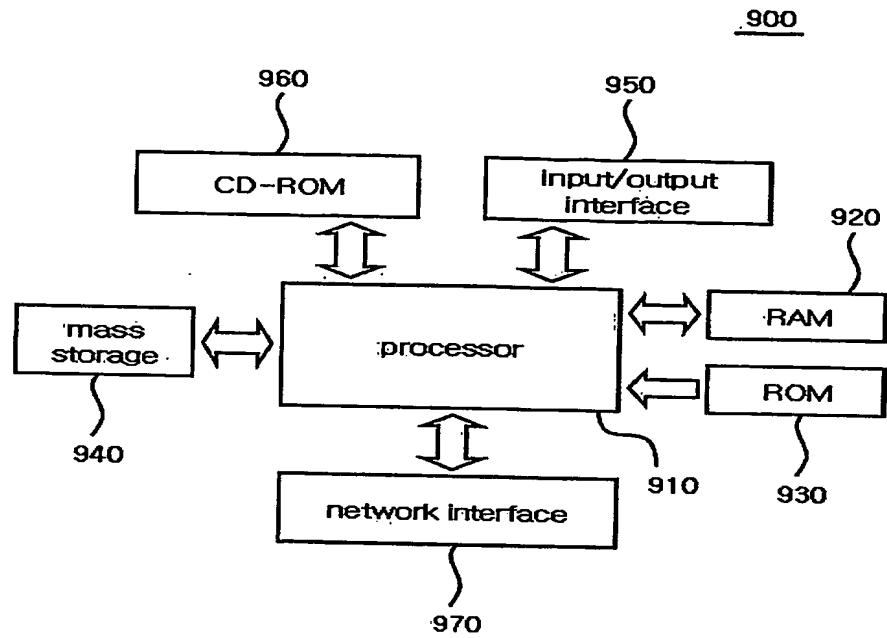 900
960
950
CD-ROM
input/output
interface
920
mass
storage
processor
RAM
ROM
940
910
930
network interface
970